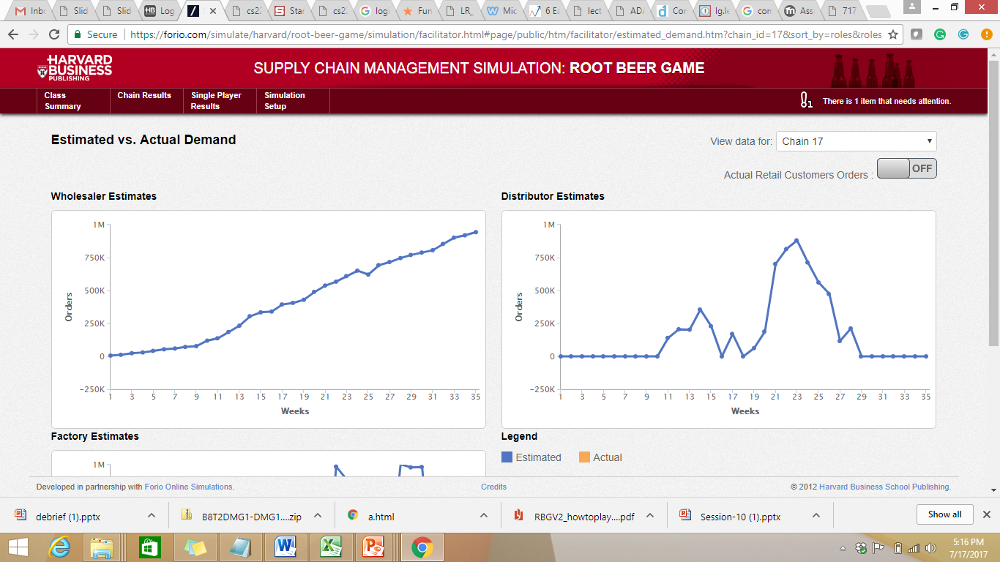 Inbo Slid Slid Log cs22 Star cs2 logi Fun LR_ Mic 6 Ea lect ADA Con lg.le con Assi 717
Secure https://forio.com/simulate/harvard/root-beer-game/simulation/facilitator.html#page/public/htm/facilitator/estimated_demand.htm?chain_id=17&sort_by=roles&roles
HARVARD
BUSINESS
PUBLISHING
SUPPLY CHAIN MANAGEMENT SIMULATION: ROOT BEER GAME
Class Summary
Chain Results
Single Player Results
Simulation Setup
1 There is 1 item that needs attention.
Estimated vs. Actual Demand
View data for: Chain 17
Actual Retail Customers Orders : OFF
Wholesaler Estimates
1M
750K
500K
250K
0
-250K
Orders
1 3 5 7 9 11 13 15 17 19 21 23 25 27 29 31 33 35
Weeks
Distributor Estimates
1M
750K
500K
250K
0
-250K
Orders
1 3 5 7 9 11 13 15 17 19 21 23 25 27 29 31 33 35
Weeks
Factory Estimates
1M
Legend
Estimated Actual
Developed in partnership with Forio Online Simulations.
Credits
© 2012 Harvard Business School Publishing.
debrief (1).pptx
B8T2DMG1-DMG1....zip
a.html
RBGV2_howtoplay....pdf
Session-10 (1).pptx
Show all
5:16 PM
7/17/2017